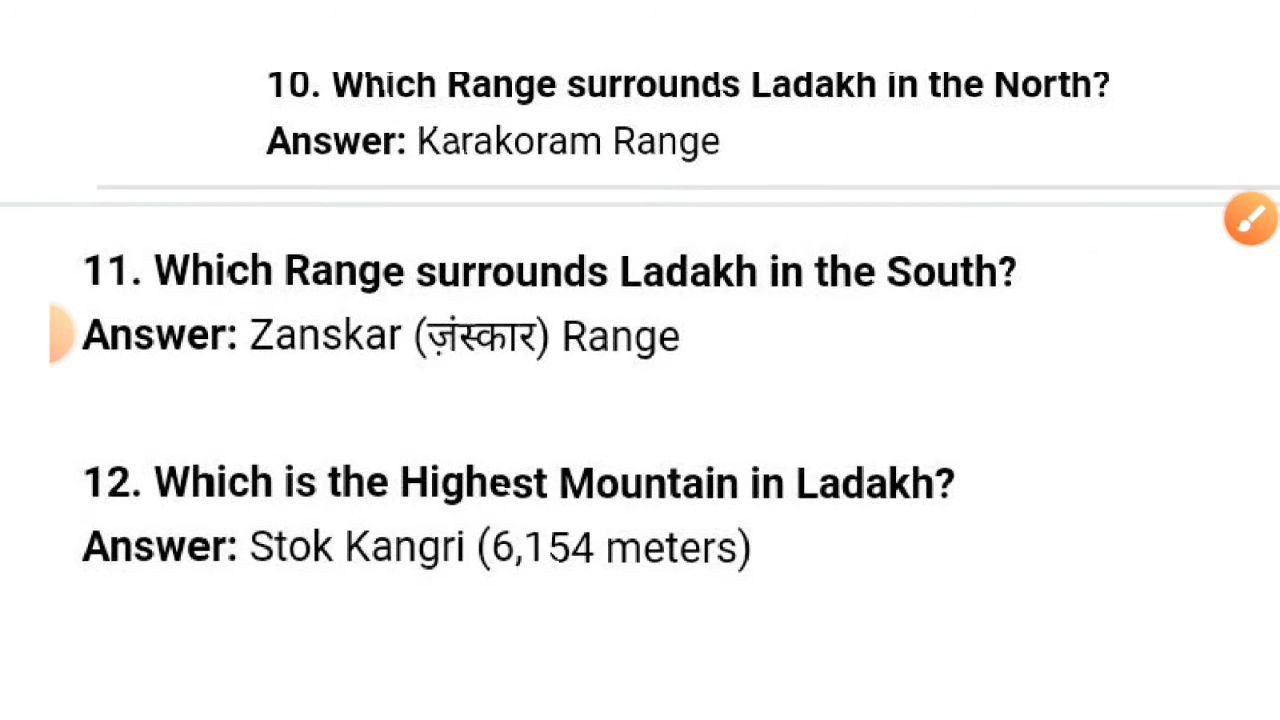 10. Which Range surrounds Ladakh in the North?
Answer: Karakoram Range
11. Which Range surrounds Ladakh in the South?
Answer: Zanskar (ज़ंस्कार) Range
12. Which is the Highest Mountain in Ladakh?
Answer: Stok Kangri (6,154 meters)